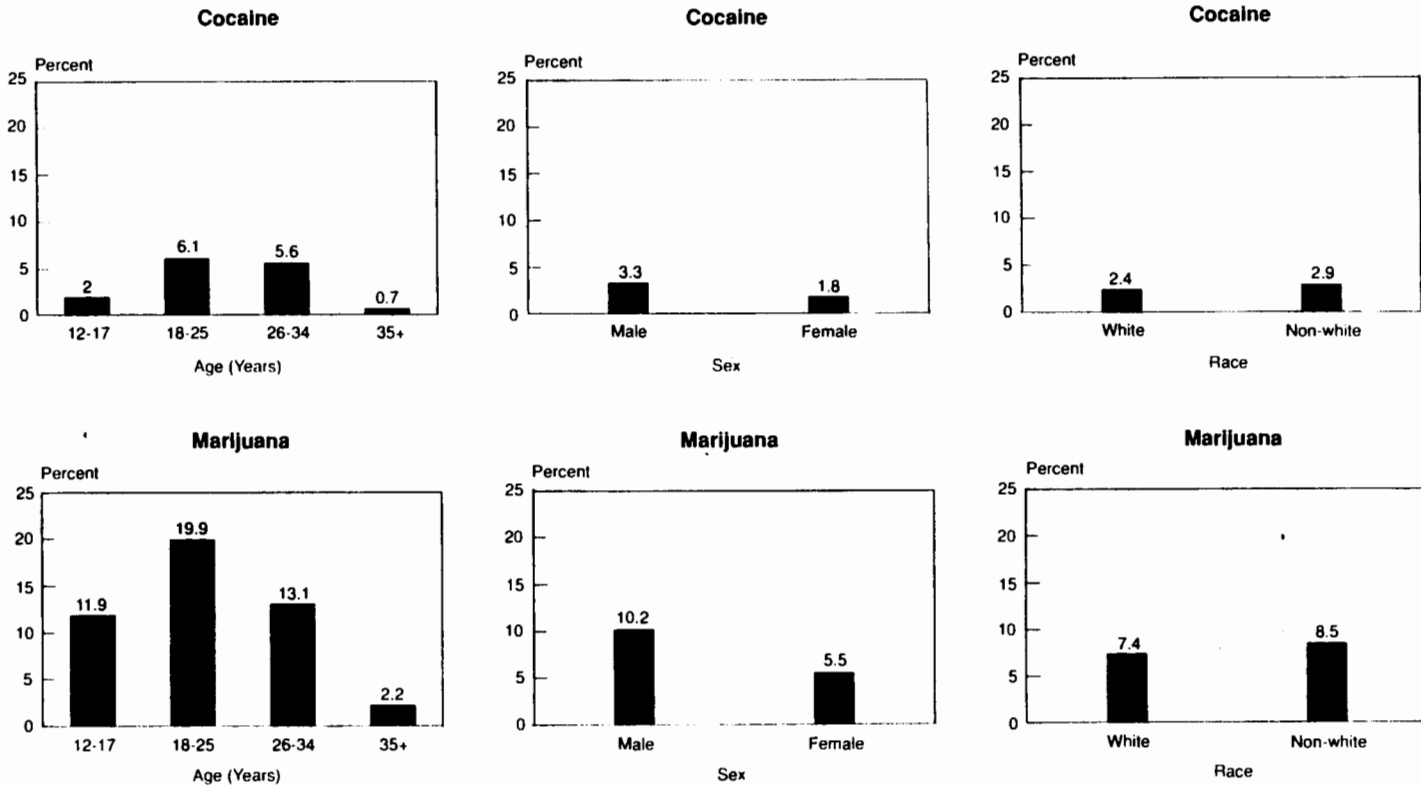 Cocaine
Percent
25
20
15
10
5
0
2
6.1
5.6
0.7
12-17 18-25 26-34 35+
Age (Years)
Cocaine
Percent
25
20
15
10
5
0
3.3
1.8
Male Female
Sex
Cocaine
Percent
25
20
15
10
5
0
2.4
2.9
White Non-white
Race
Marijuana
Percent
25
20
15
10
5
0
11.9
19.9
13.1
2.2
12-17 18-25 26-34 35+
Age (Years)
Marijuana
Percent
25
20
15
10
5
0
10.2
5.5
Male Female
Sex
Marijuana
Percent
25
20
15
10
5
0
7.4
8.5
White Non-white
Race